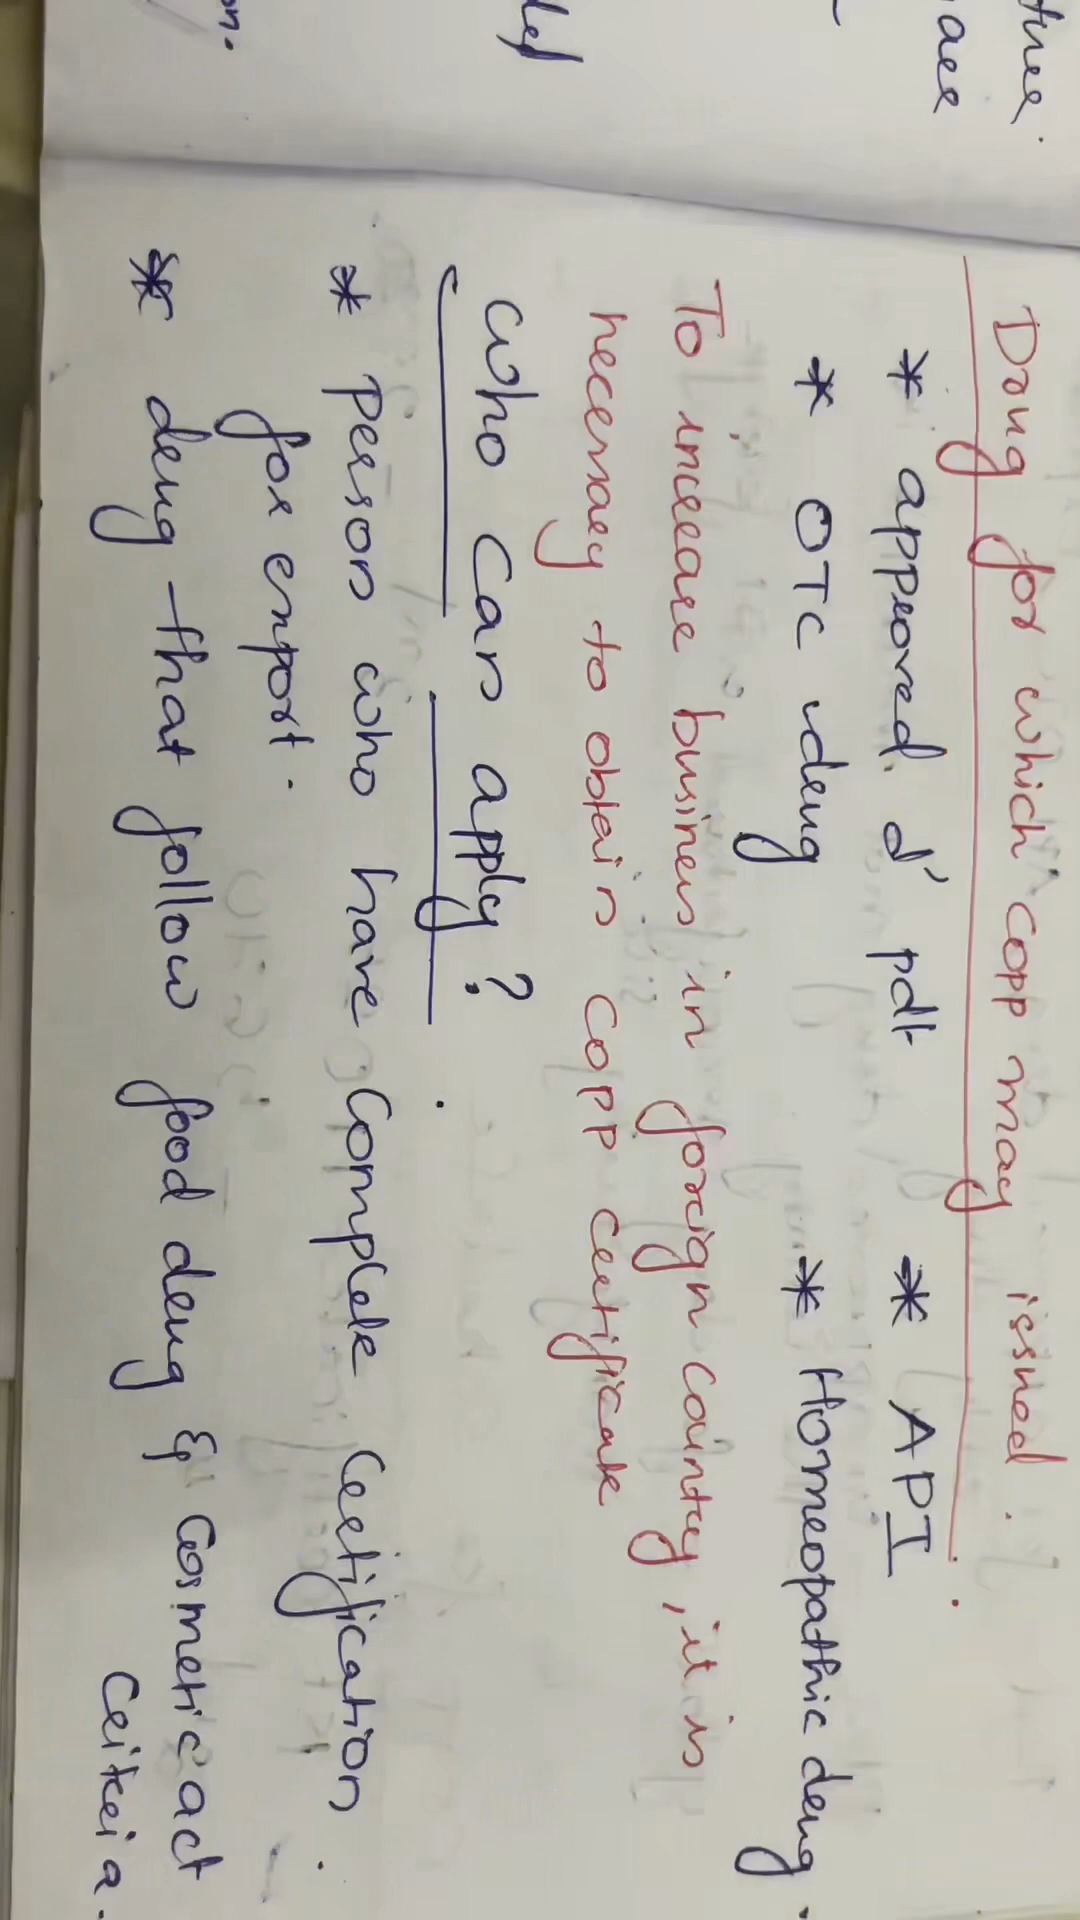 Drug for which copp may issued.
* approved d' pdt * API
* OTC drug * Homeopathic drug.
To increase business in foreign country, it is
necessary to obtain copp certificate
Who can apply?
* person who have complete certification
for export.
* drug that follow food drug & cosmetic act
criteria.